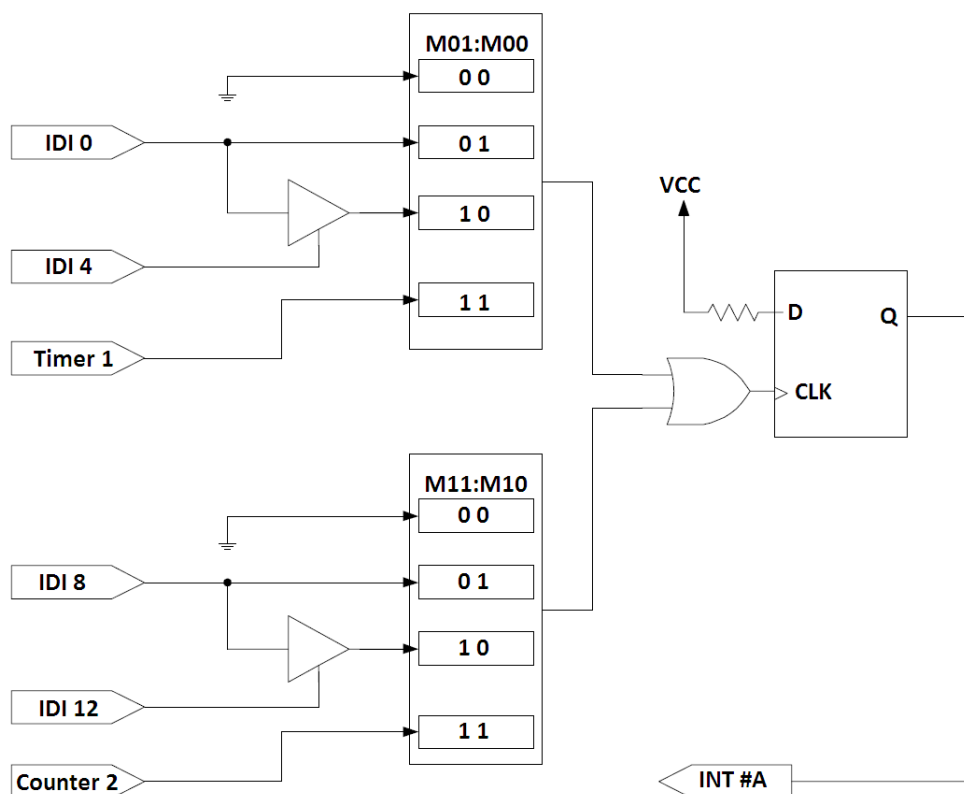 M01:M00
0 0
IDI 0
0 1
1 0
IDI 4
1 1
Timer 1
VCC
D
Q
CLK
M11:M10
0 0
IDI 8
0 1
1 0
IDI 12
1 1
Counter 2
INT #A